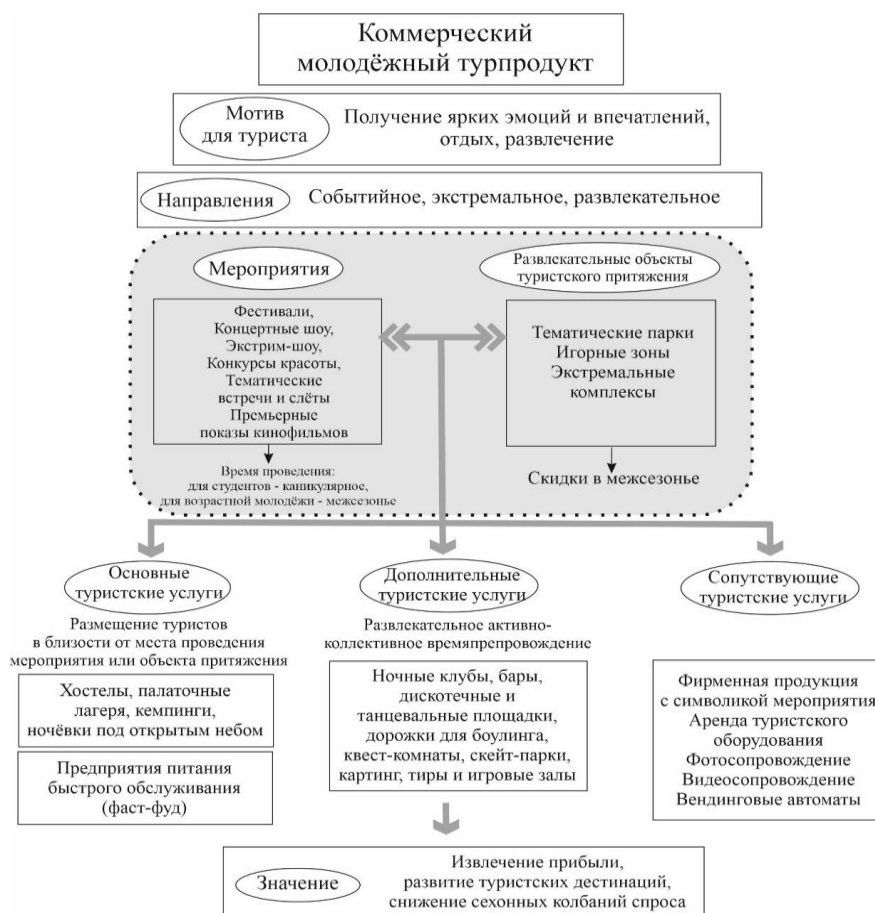 Коммерческий
молодёжный турпродукт
Мотив
для туриста
Получение ярких эмоций и впечатлений,
отдых, развлечение
Направления
Событийное, экстремальное, развлекательное
Мероприятия
Фестивали,
Концертные шоу,
Экстрим-шоу,
Конкурсы красоты,
Тематические
встречи и слёты
Премьерные
показы кинофильмов
Время проведения:
для студентов - каникулярное,
для возрастной молодёжи - межсезонье
Развлекательные объекты
туристского притяжения
Тематические парки
Игорные зоны
Экстремальные
комплексы
Скидки в межсезонье
Основные
туристские услуги
Размещение туристов
в близости от места проведения
мероприятия или объекта притяжения
Хостелы, палаточные
лагеря, кемпинги,
ночёвки под открытым небом
Предприятия питания
быстрого обслуживания
(фаст-фуд)
Дополнительные
туристские услуги
Развлекательное активно-
коллективное времпрепровождение
Ночные клубы, бары,
дискотечные и
танцевальные площадки,
дорожки для боулинга,
квест-комнаты, скейт-парки,
картинг, тиры и игровые залы
Сопутствующие
туристские услуги
Фирменная продукция
с символикой мероприятия
Аренда туристского
оборудования
Фотосопровождение
Видеосопровождение
Вендинговые автоматы
Значение
Извлечение прибыли,
развитие туристских дестинаций,
снижение сехонных колбаний спроса